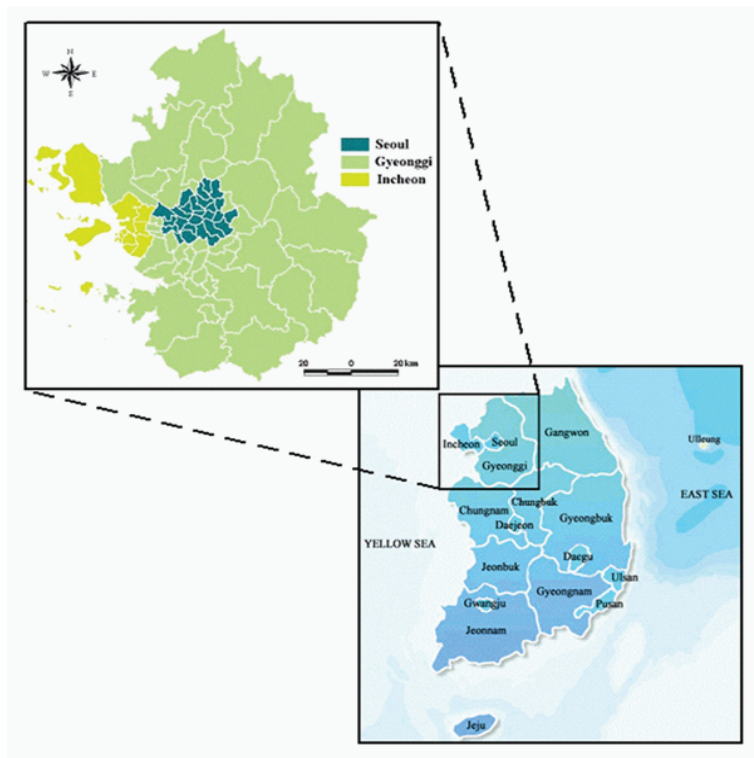 N
W E
S
Seoul
Gyeonggi
Incheon
20 0 20 km
Gangwon
Incheon Seoul
Ulleung
Gyeonggi
EAST SEA
Chungbuk
Chungnam
Gyeongbuk
Daejeon
YELLOW SEA
Daegu
Jeonbuk
Ulsan
Gyeongnam
Gwangju
Pusan
Jeonnam
Jeju